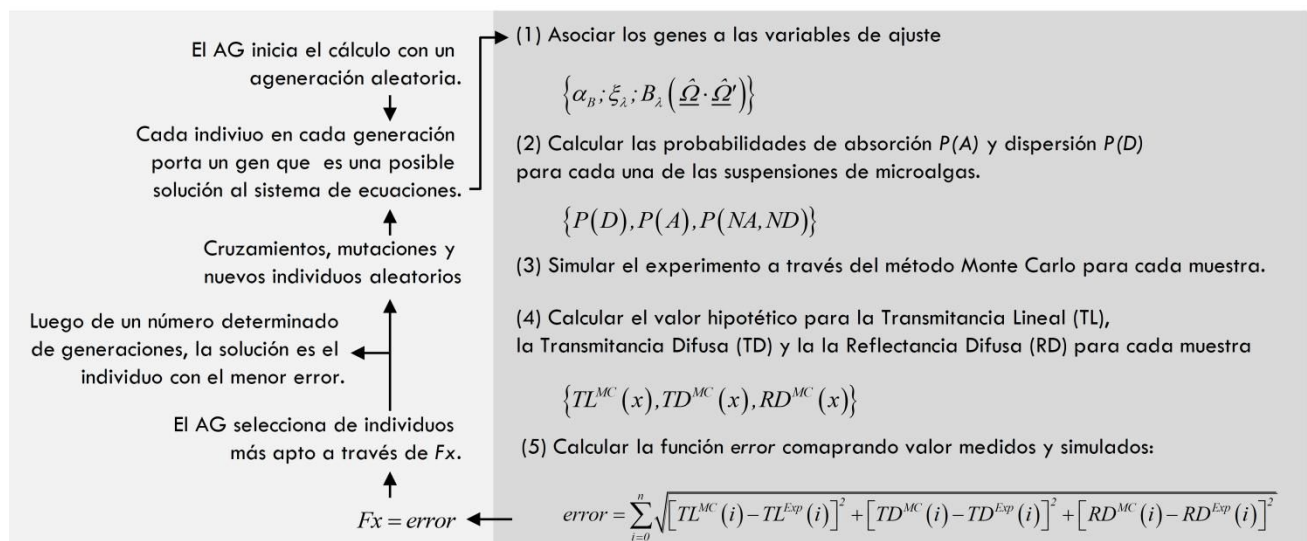 El AG inicia el cálculo con un
ageneración aleatoria.
Cada indiviuo en cada generación
porta un gen que es una posible
solución al sistema de ecuaciones.
Cruzamientos, mutaciones y
nuevos individuos aleatorios
Luego de un número determinado
de generaciones, la solución es el
individuo con el menor error.
El AG selecciona de individuos
más apto a través de Fx.
Fx = error
(1) Asociar los genes a las variables de ajuste
{α_B; ξ_λ; B_λ(Ω̂·Ω̂')}
(2) Calcular las probabilidades de absorción P(A) y dispersión P(D)
para cada una de las suspensiones de microalgas.
{P(D), P(A), P(NA, ND)}
(3) Simular el experimento a través del método Monte Carlo para cada muestra.
(4) Calcular el valor hipotético para la Transmitancia Lineal (TL),
la Transmitancia Difusa (TD) y la la Reflectancia Difusa (RD) para cada muestra
{TL^MC(x), TD^MC(x), RD^MC(x)}
(5) Calcular la función error comaprando valor medidos y simulados:
error = ∑_{i=0}^{n} √([TL^MC(i) − TL^Exp(i)]² + [TD^MC(i) − TD^Exp(i)]² + [RD^MC(i) − RD^Exp(i)]²)